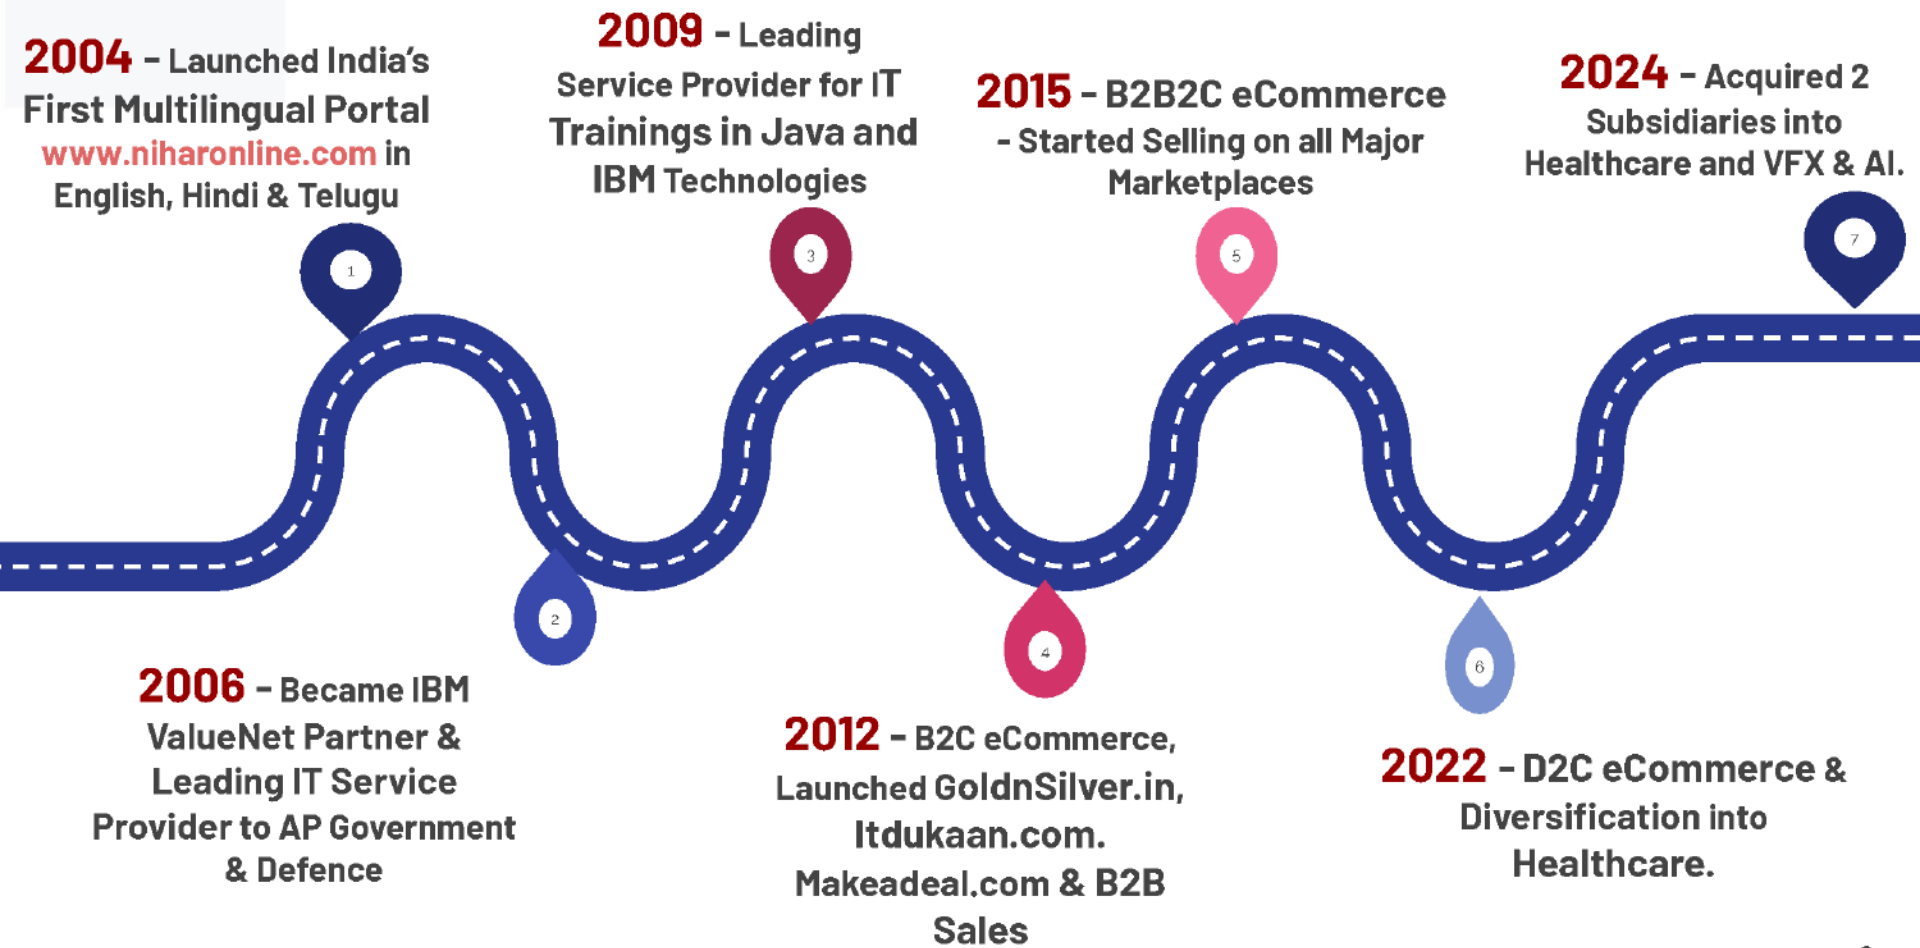 2004 - Launched India's
First Multilingual Portal
www.niharonline.com in
English, Hindi & Telugu
1
2006 - Became IBM
ValueNet Partner &
Leading IT Service
Provider to AP Government
& Defence
2
2009 - Leading
Service Provider for IT
Trainings in Java and
IBM Technologies
3
2012 - B2C eCommerce,
Launched GoldnSilver.in,
Itdukaan.com.
Makeadeal.com & B2B
Sales
4
2015 - B2B2C eCommerce
- Started Selling on all Major
Marketplaces
5
2022 - D2C eCommerce &
Diversification into
Healthcare.
6
2024 - Acquired 2
Subsidiaries into
Healthcare and VFX & AI.
7